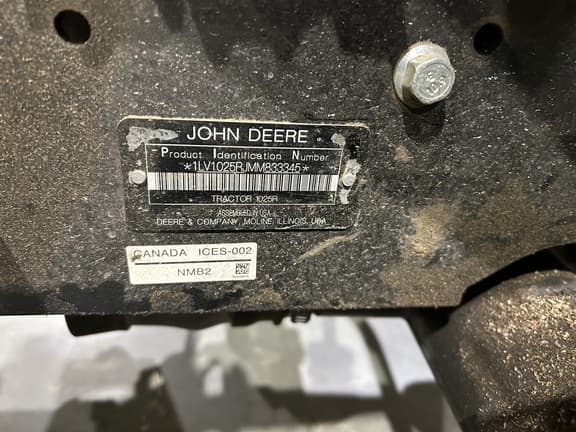 JOHN DEERE
Product Identification Number
*1LV1025RJMM833345*
TRACTOR 1025R
ASSEMBLED IN USA
DEERE & COMPANY, MOLINE, ILLINOIS, USA
CANADA ICES-002
NMB2